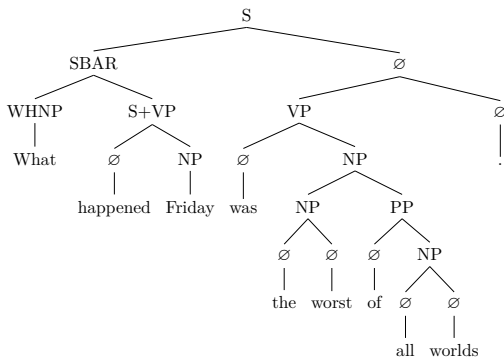 S
SBAR ∅
WHNP S+VP VP ∅
What ∅ NP ∅ NP .
happened Friday was NP PP
∅ ∅ ∅ NP
the worst of ∅ ∅
all worlds